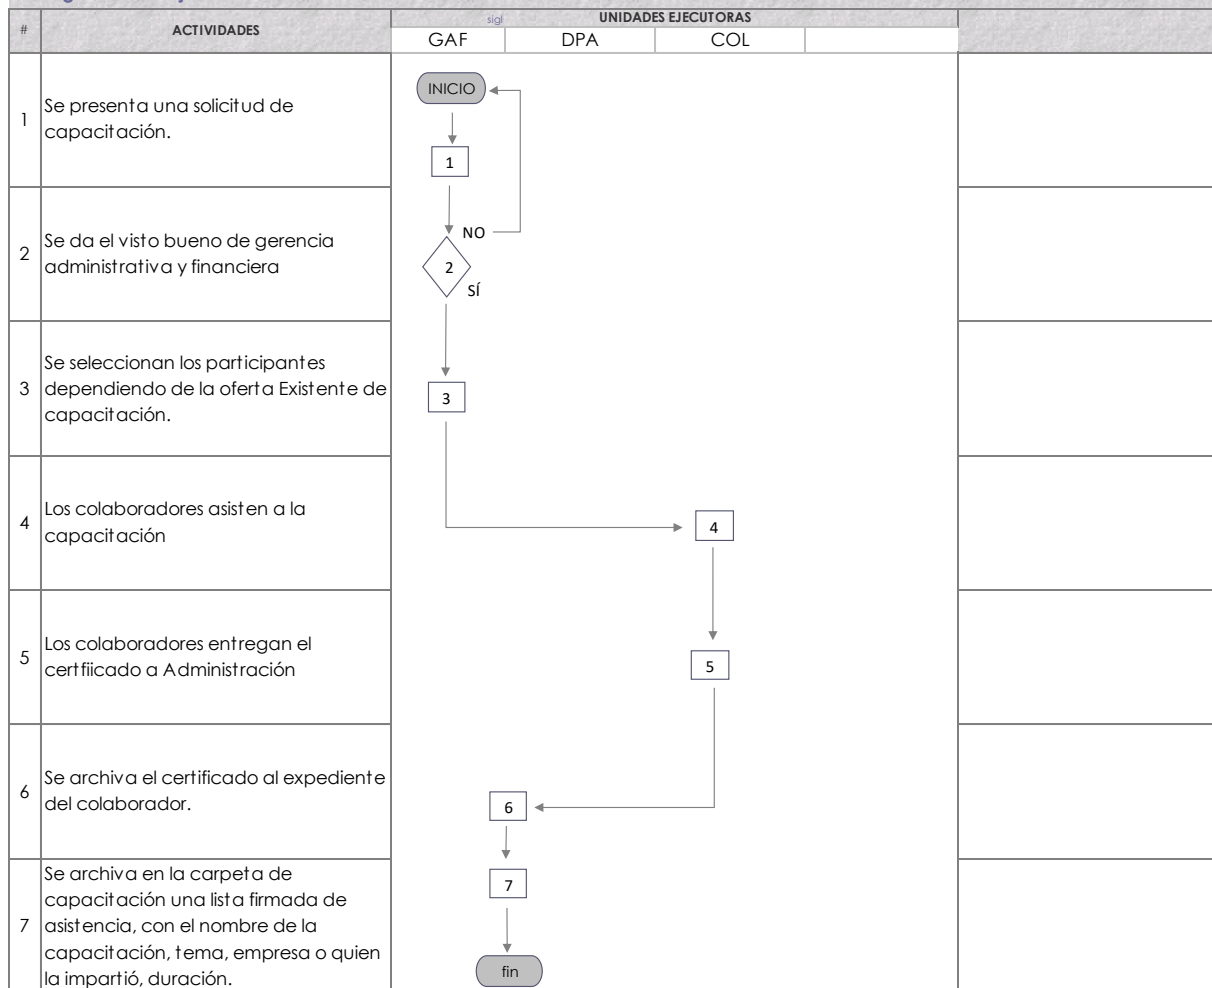 # ACTIVIDADES sigl UNIDADES EJECUTORAS
GAF DPA COL
INICIO
1 Se presenta una solicitud de
capacitación.
1
NO
2 Se da el visto bueno de gerencia
administrativa y financiera
2
SÍ
3 Se seleccionan los participantes
dependiendo de la oferta Existente de
capacitación.
3
4 Los colaboradores asisten a la
capacitación
4
5 Los colaboradores entregan el
certfiicado a Administración
5
6 Se archiva el certificado al expediente
del colaborador.
6
7 Se archiva en la carpeta de
capacitación una lista firmada de
asistencia, con el nombre de la
capacitación, tema, empresa o quien
la impartió, duración.
7
fin